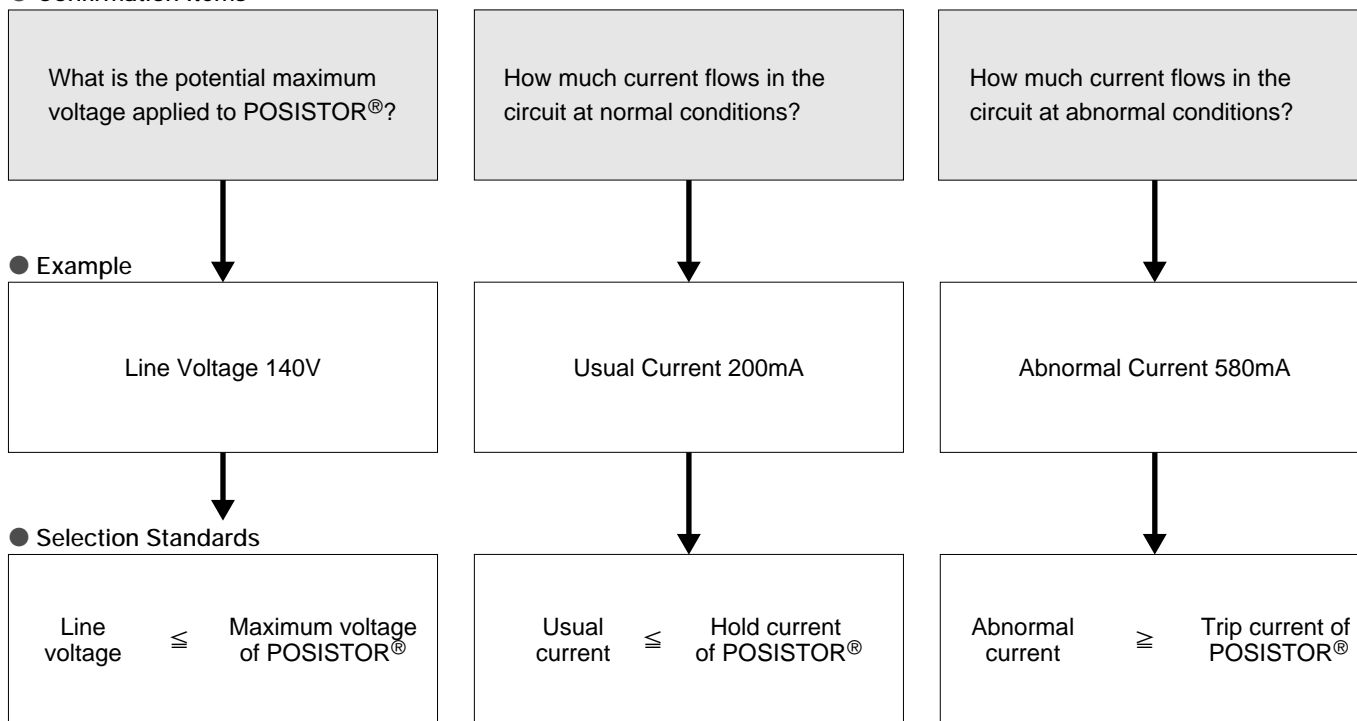 What is the potential maximum
voltage applied to POSISTOR®?
How much current flows in the
circuit at normal conditions?
How much current flows in the
circuit at abnormal conditions?
● Example
Line Voltage 140V
Usual Current 200mA
Abnormal Current 580mA
● Selection Standards
Line
voltage
≦
Maximum voltage
of POSISTOR®
Usual
current
≦
Hold current
of POSISTOR®
Abnormal
current
≧
Trip current of
POSISTOR®